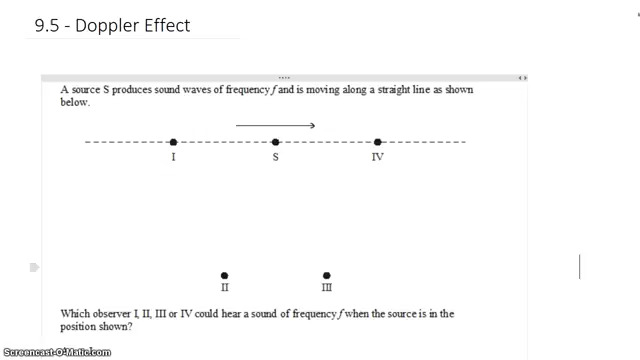 9.5 - Doppler Effect
A source S produces sound waves of frequency f and is moving along a straight line as shown
below.
I S IV
II III
Which observer I, II, III or IV could hear a sound of frequency f when the source is in the
position shown?
Screencast-O-Matic.com